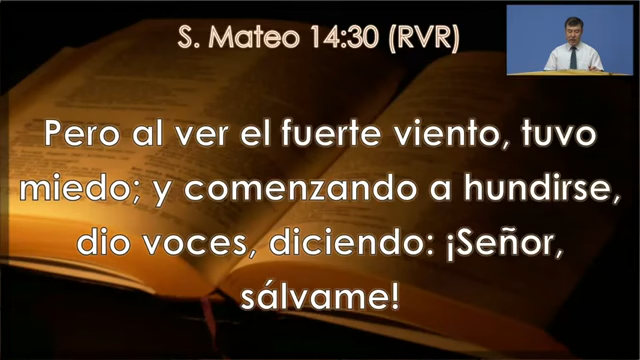 S. Mateo 14:30 (RVR)
Pero al ver el fuerte viento, tuvo
miedo; y comenzando a hundirse,
dio voces, diciendo: ¡Señor,
sálvame!